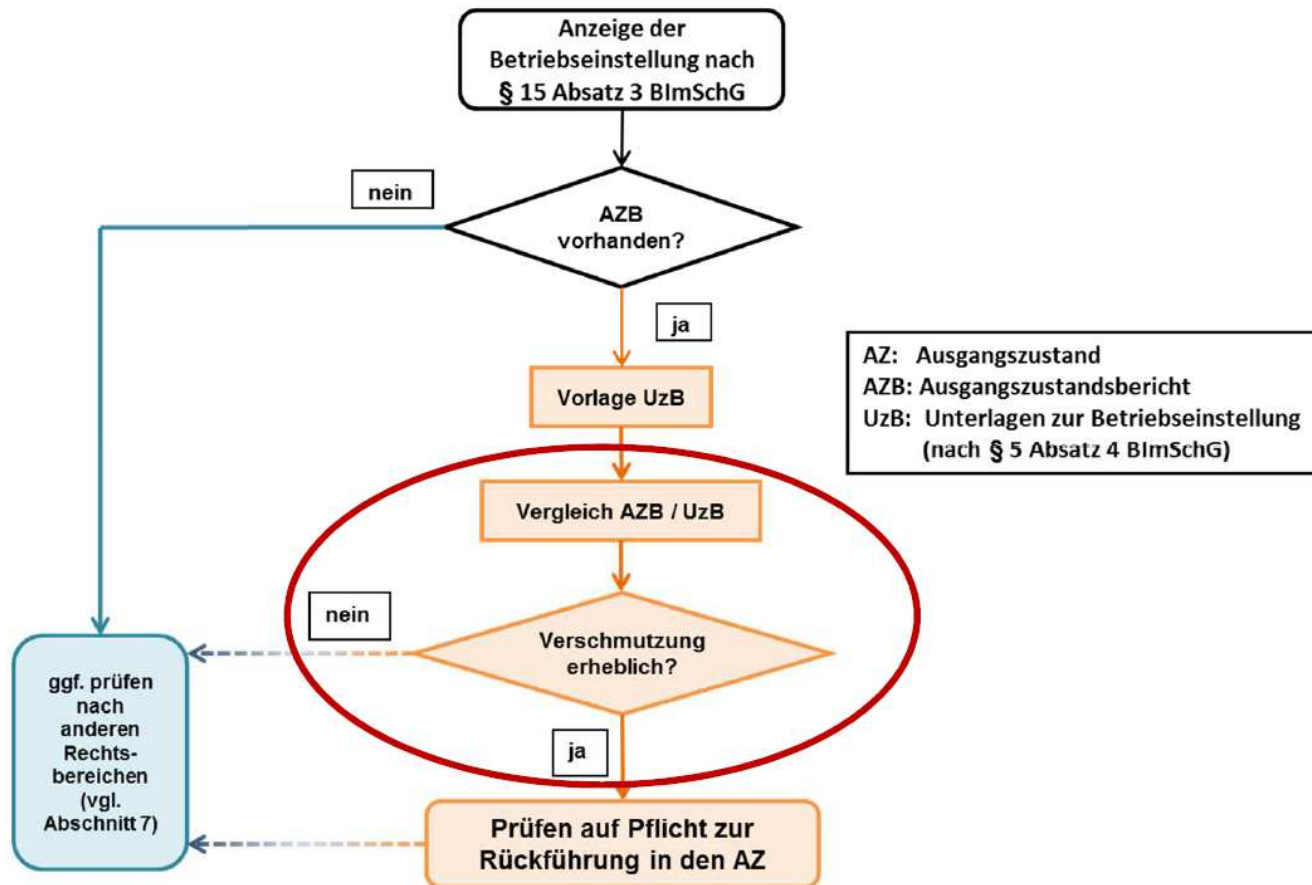 Anzeige der
Betriebseinstellung nach
§ 15 Absatz 3 BImSchG
nein
AZB
vorhanden?
ja
AZ: Ausgangszustand
AZB: Ausgangszustandsbericht
UzB: Unterlagen zur Betriebseinstellung
(nach § 5 Absatz 4 BImSchG)
Vorlage UzB
Vergleich AZB / UzB
nein
Verschmutzung
erheblich?
ggf. prüfen
nach
anderen
Rechts-
bereichen
(vgl.
Abschnitt 7)
ja
Prüfen auf Pflicht zur
Rückführung in den AZ